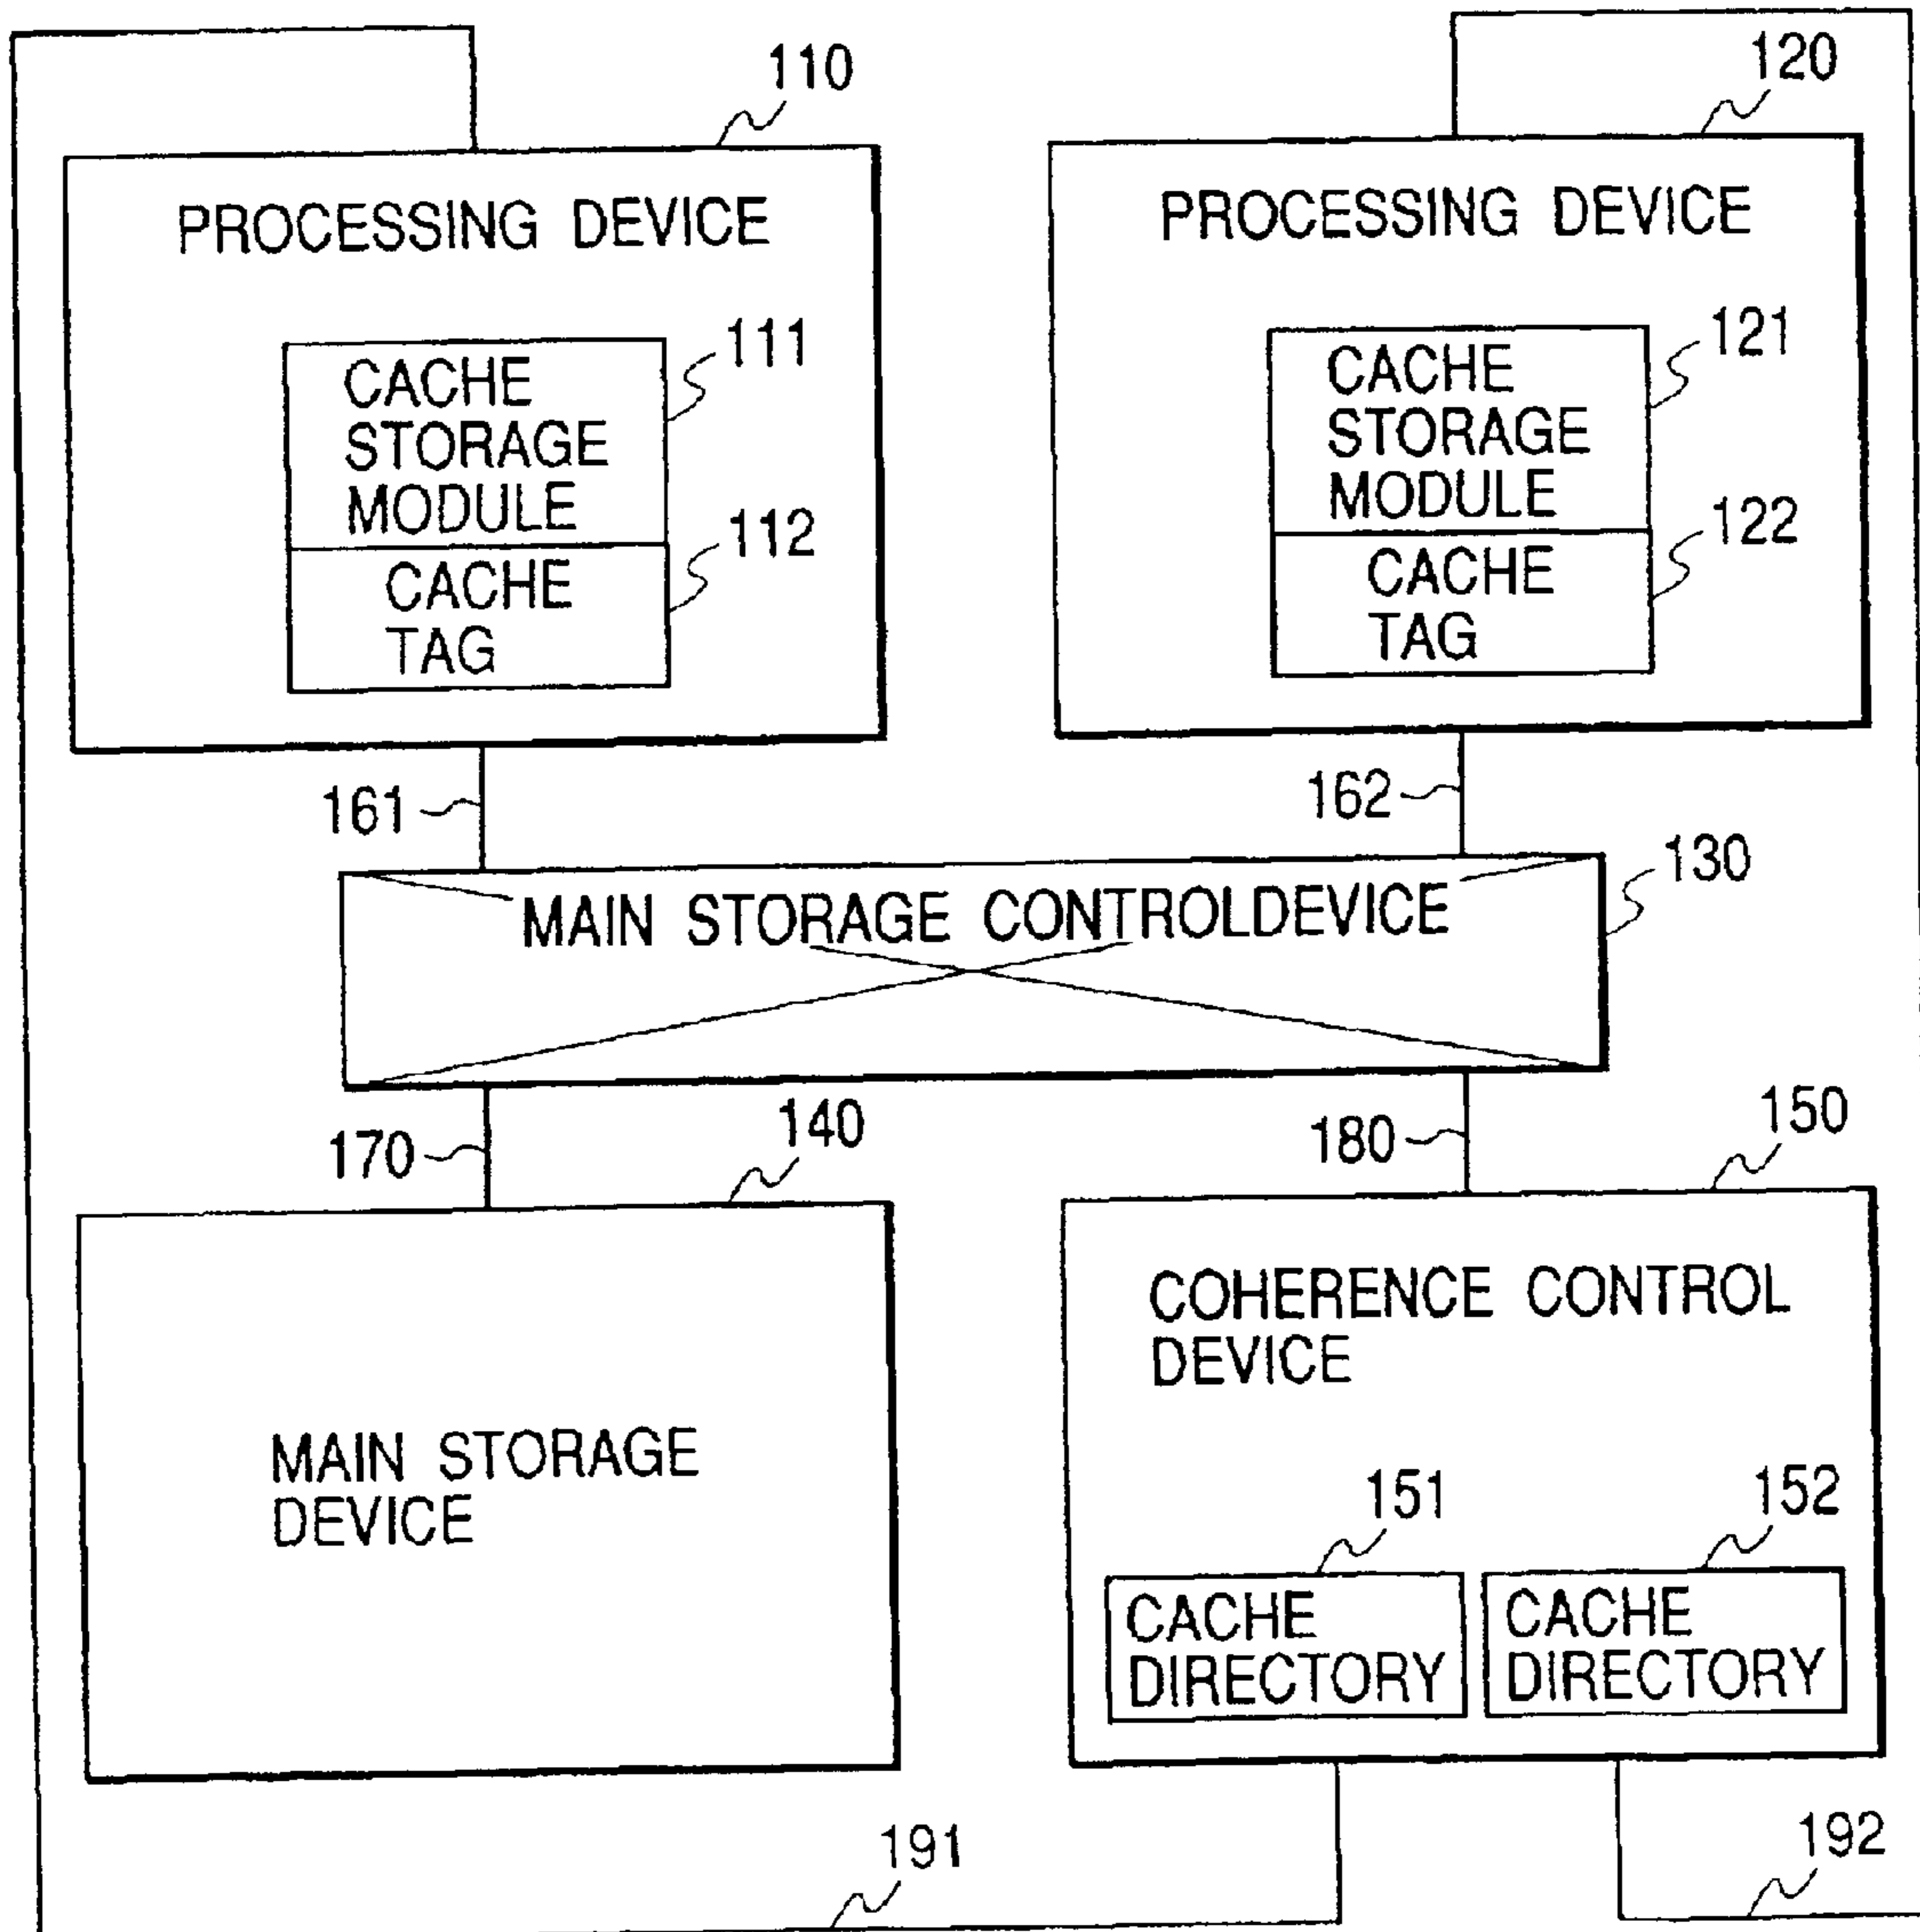 110
120
PROCESSING DEVICE
PROCESSING DEVICE
111
CACHE
STORAGE
MODULE
112
CACHE
TAG
121
CACHE
STORAGE
MODULE
122
CACHE
TAG
161
162
130
MAIN STORAGE CONTROLDEVICE
170
140
180
150
MAIN STORAGE
DEVICE
COHERENCE CONTROL
DEVICE
151
152
CACHE
DIRECTORY
CACHE
DIRECTORY
191
192